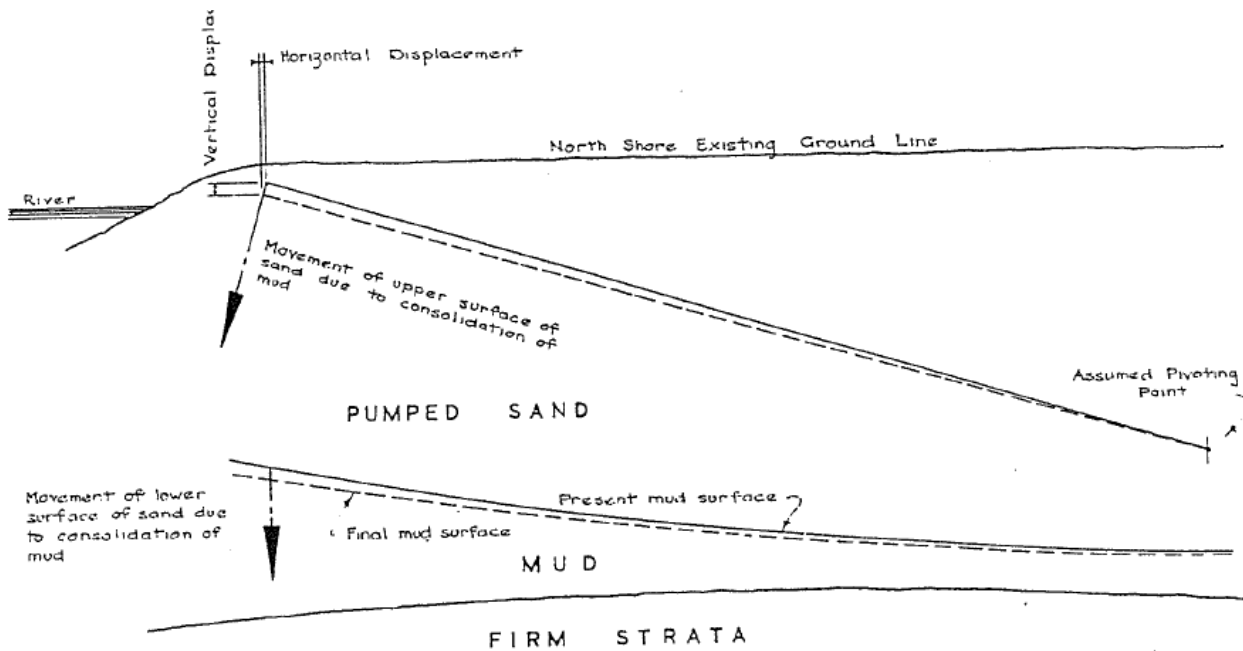 Vertical Displac
Horizontal Displacement
North Shore Existing Ground Line
River
Movement of upper surface of
sand due to consolidation of
mud
Assumed Pivoting
Point
PUMPED SAND
Movement of lower
surface of sand due
to consolidation of
mud
Present mud surface
Final mud surface
MUD
FIRM STRATA